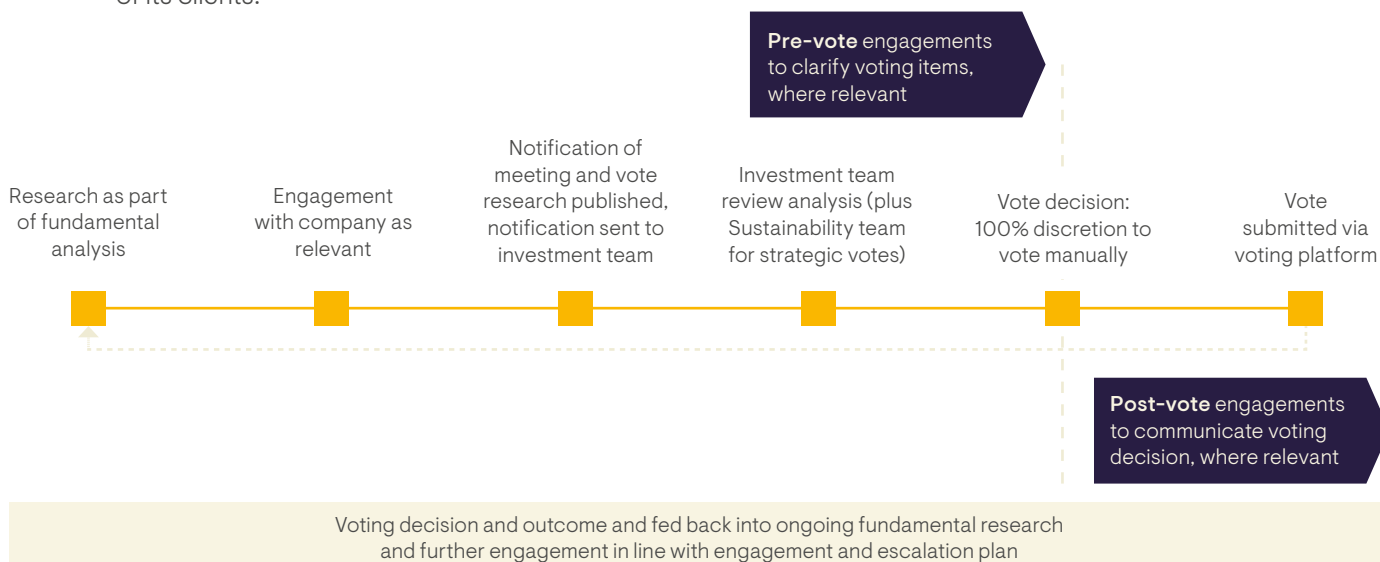 of its clients.
Pre-vote engagements
to clarify voting items,
where relevant
Research as part
of fundamental
analysis
Engagement
with company as
relevant
Notification of
meeting and vote
research published,
notification sent to
investment team
Investment team
review analysis (plus
Sustainability team
for strategic votes)
Vote decision:
100% discretion to
vote manually
Vote
submitted via
voting platform
Post-vote engagements
to communicate voting
decision, where relevant
Voting decision and outcome and fed back into ongoing fundamental research
and further engagement in line with engagement and escalation plan